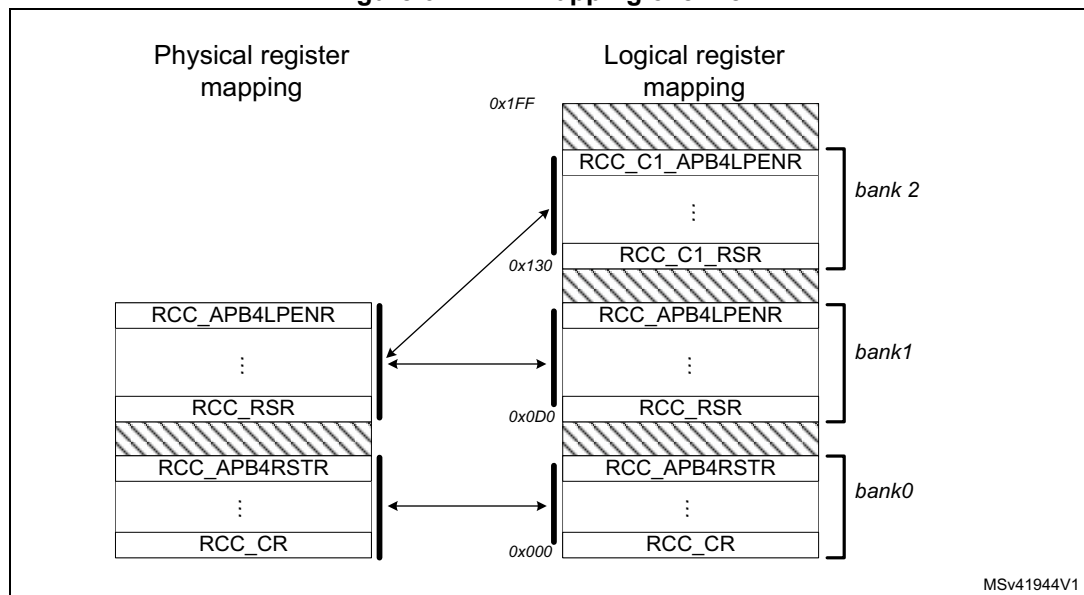 Physical register
mapping
Logical register
mapping
0x1FF
RCC_C1_APB4LPENR
⋮
bank 2
RCC_C1_RSR
0x130
RCC_APB4LPENR
RCC_APB4LPENR
⋮
⋮
bank1
RCC_RSR
RCC_RSR
0x0D0
RCC_APB4RSTR
RCC_APB4RSTR
⋮
⋮
bank0
RCC_CR
RCC_CR
0x000
MSv41944V1